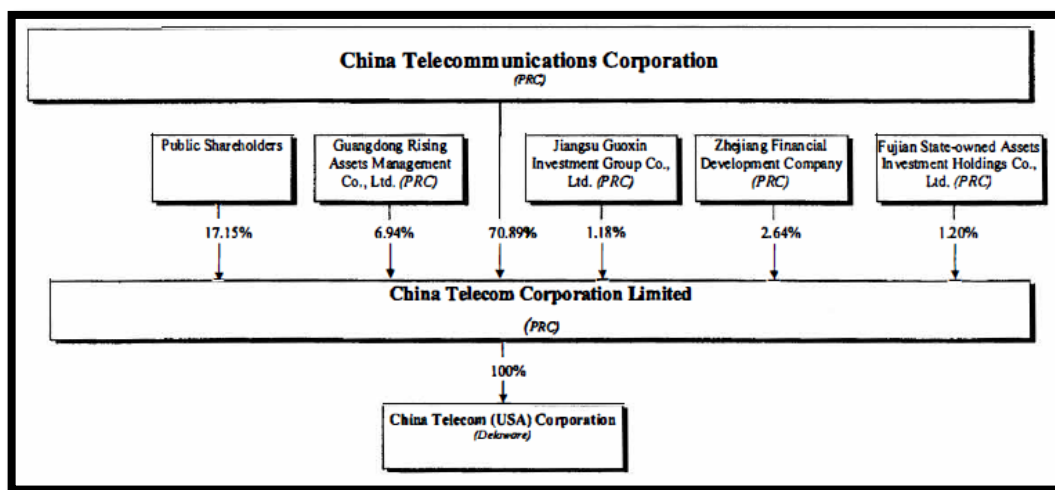 China Telecommunications Corporation
(PRC)
Public Shareholders
Guangdong Rising
Assets Management
Co., Ltd. (PRC)
Jiangsu Guoxin
Investment Group Co.,
Ltd. (PRC)
Zhejiang Financial
Development Company
(PRC)
Fujian State-owned Assets
Investment Holdings Co.,
Ltd. (PRC)
17.15%
6.94%
70.89%
1.18%
2.64%
1.20%
China Telecom Corporation Limited
(PRC)
100%
China Telecom (USA) Corporation
(Delaware)